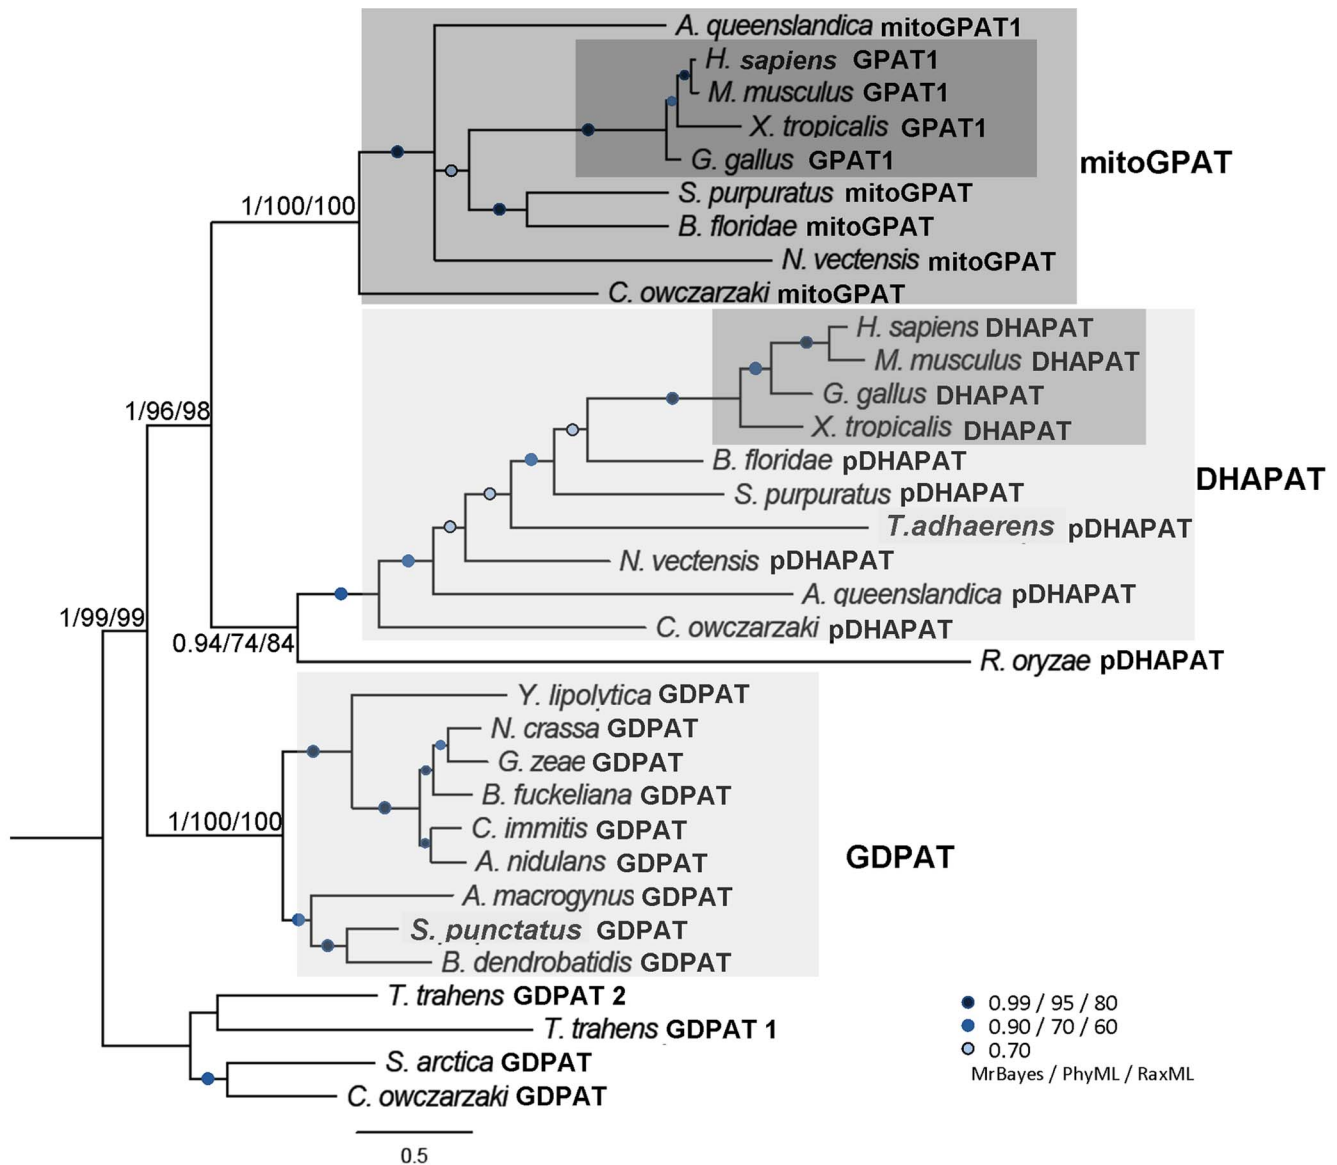 A. queenslandica mitoGPAT1
H. sapiens GPAT1
M. musculus GPAT1
X. tropicalis GPAT1
G. gallus GPAT1
mitoGPAT
S. purpuratus mitoGPAT
1/100/100
B. floridae mitoGPAT
N. vectensis mitoGPAT
C. owczarzaki mitoGPAT
H. sapiens DHAPAT
M. musculus DHAPAT
G. gallus DHAPAT
1/96/98
X. tropicalis DHAPAT
B. floridae pDHAPAT
DHAPAT
S. purpuratus pDHAPAT
T.adhaerens pDHAPAT
N. vectensis pDHAPAT
A. queenslandica pDHAPAT
1/99/99
C. owczarzaki pDHAPAT
0.94/74/84
R. oryzae pDHAPAT
Y. lipolytica GDPAT
N. crassa GDPAT
G. zeae GDPAT
B. fuckeliana GDPAT
1/100/100
C. immitis GDPAT
GDPAT
A. nidulans GDPAT
A. macrogynus GDPAT
S. punctatus GDPAT
B. dendrobatidis GDPAT
T. trahens GDPAT 2
T. trahens GDPAT 1
S. arctica GDPAT
C. owczarzaki GDPAT
0.99 / 95 / 80
0.90 / 70 / 60
0.70
MrBayes / PhyML / RaxML
0.5